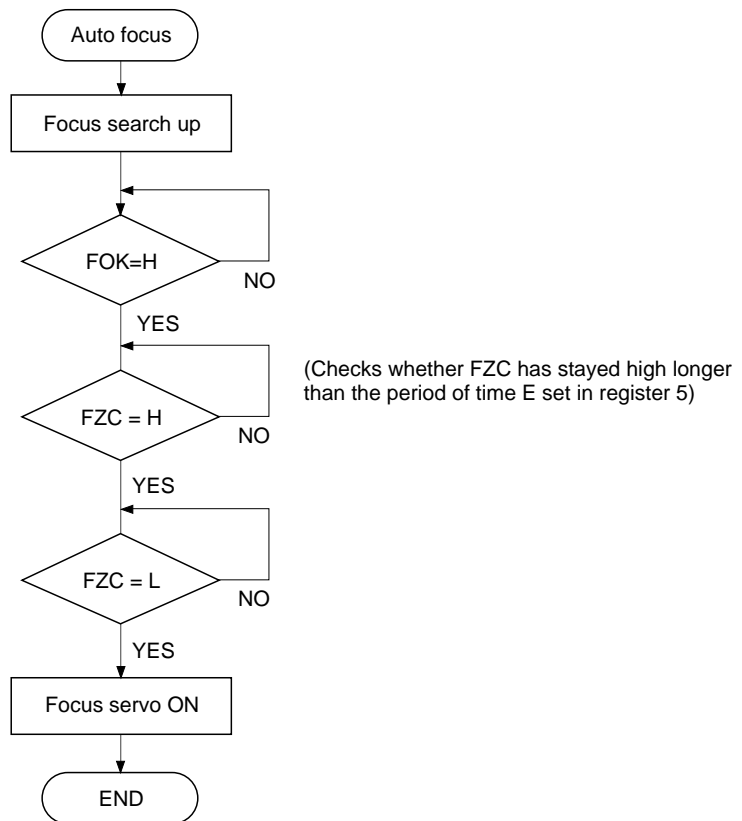 Auto focus
Focus search up
FOK=H
NO
YES
(Checks whether FZC has stayed high longer
than the period of time E set in register 5)
FZC = H
NO
YES
FZC = L
NO
YES
Focus servo ON
END